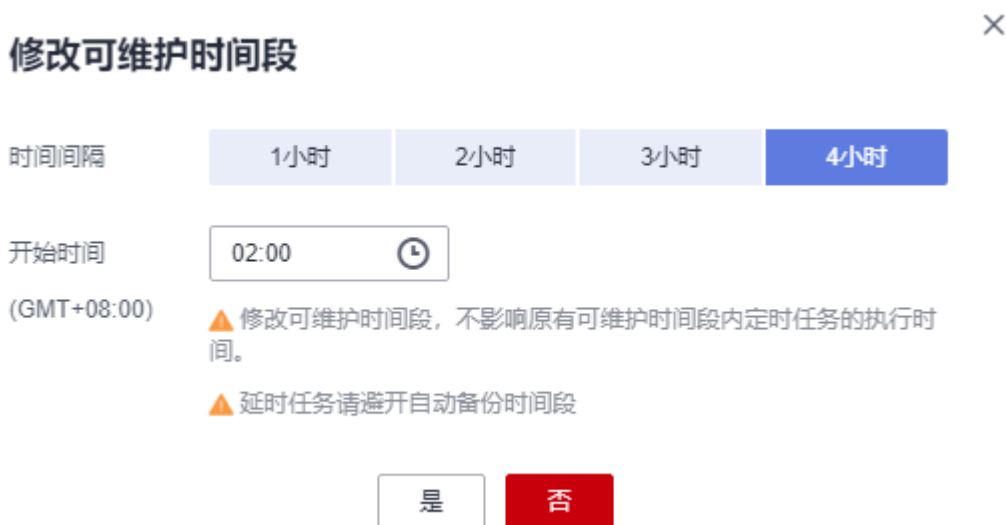 修改可维护时间段
时间间隔 1小时 2小时 3小时 4小时
开始时间 02:00
(GMT+08:00)
修改可维护时间段，不影响原有可维护时间段内定时任务的执行时
间。
延时任务请避开自动备份时间段
是 否